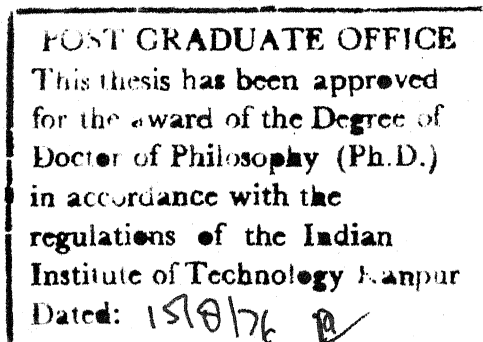 POST GRADUATE OFFICE
This thesis has been approved
for the award of the Degree of
Doctor of Philosophy (Ph.D.)
in accordance with the
regulations of the Indian
Institute of Technology Kanpur
Dated: 15/8/76